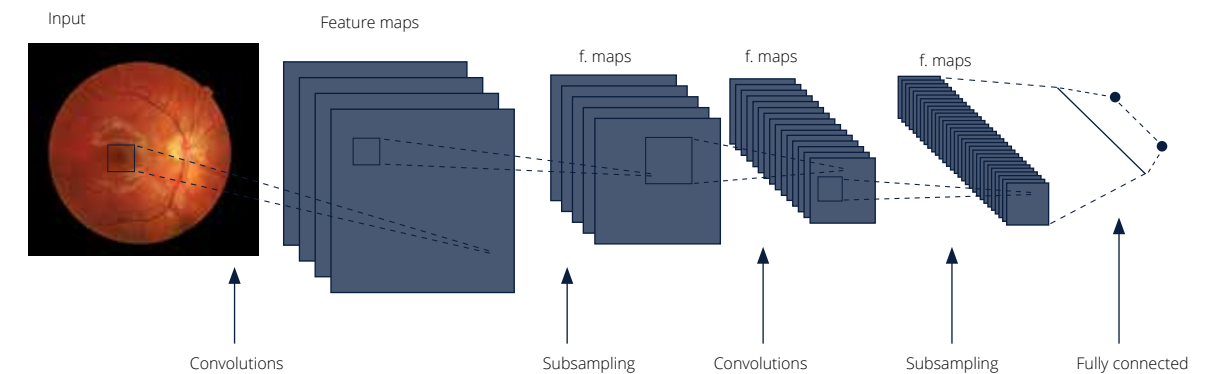 Input
Feature maps
f. maps
f. maps
f. maps
Convolutions
Subsampling
Convolutions
Subsampling
Fully connected